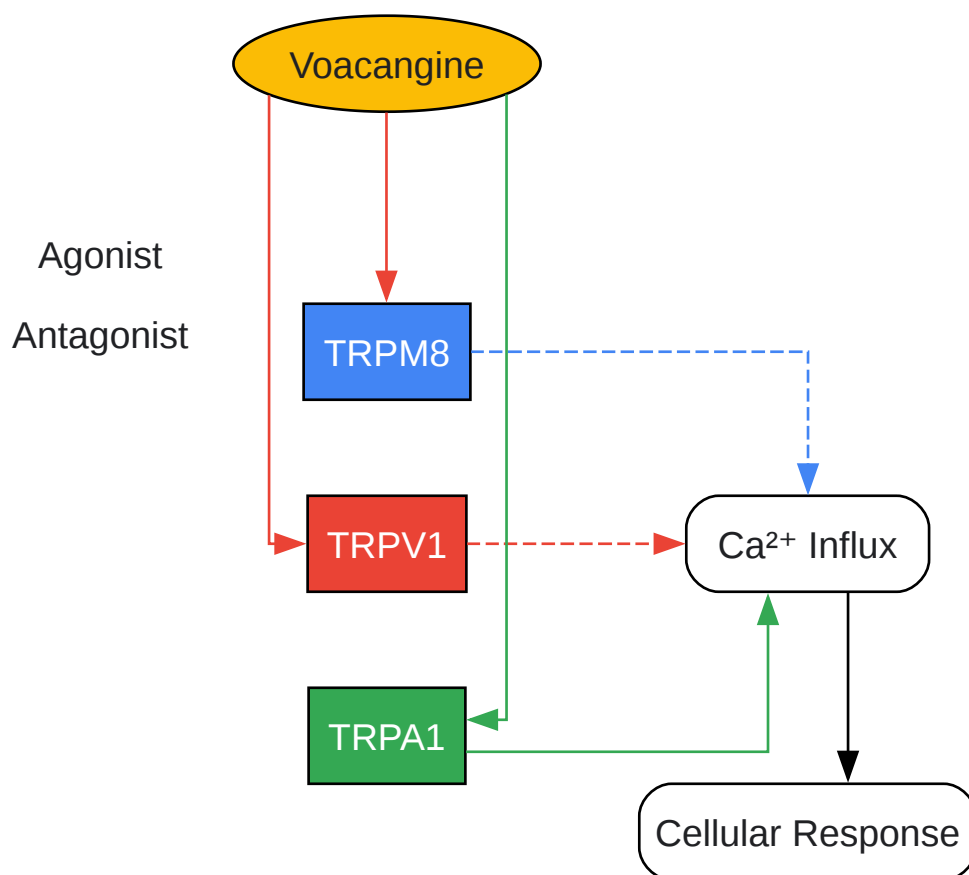 Voacangine
Agonist
Antagonist
TRPM8
TRPV1
Ca²⁺ Influx
TRPA1
Cellular Response